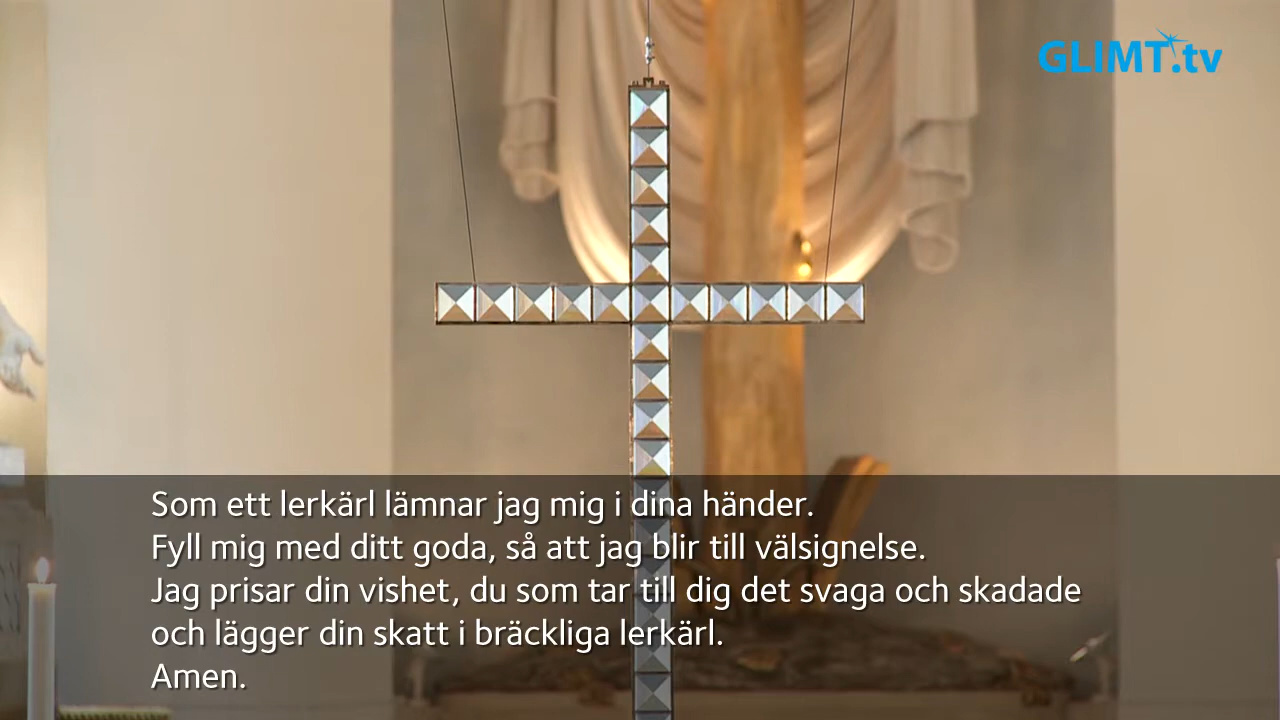 GLIMT.tv
Som ett lerkärl lämnar jag mig i dina händer.
Fyll mig med ditt goda, så att jag blir till välsignelse.
Jag prisar din vishet, du som tar till dig det svaga och skadade
och lägger din skatt i bräckliga lerkärl.
Amen.